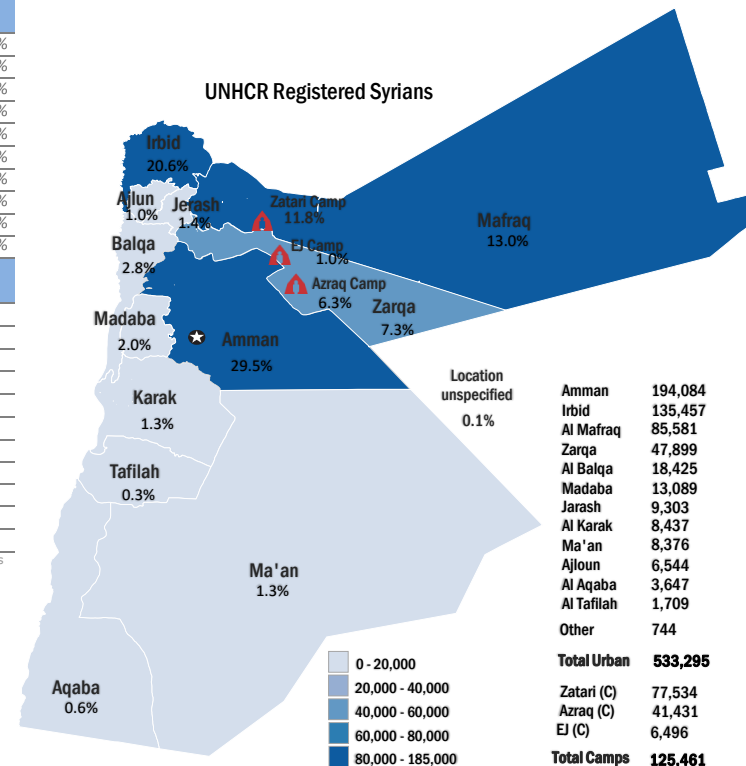 %
%
%
%
%
%
%
%
%
%
UNHCR Registered Syrians
Irbid
20.6%
Ajlun
1.0%
Jerash
1.4%
Zatari Camp
11.8%
Mafraq
13.0%
Balqa
2.8%
EJ Camp
1.0%
Azraq Camp
6.3%
Zarqa
7.3%
Madaba
2.0%
Amman
29.5%
Location
unspecified
0.1%
Karak
1.3%
Tafilah
0.3%
Ma'an
1.3%
Aqaba
0.6%
0 - 20,000
20,000 - 40,000
40,000 - 60,000
60,000 - 80,000
80,000 - 185,000
Amman 194,084
Irbid 135,457
Al Mafraq 85,581
Zarqa 47,899
Al Balqa 18,425
Madaba 13,089
Jarash 9,303
Al Karak 8,437
Ma'an 8,376
Ajloun 6,544
Al Aqaba 3,647
Al Tafilah 1,709
Other 744
Total Urban 533,295
Zatari (C) 77,534
Azraq (C) 41,431
EJ (C) 6,496
Total Camps 125,461